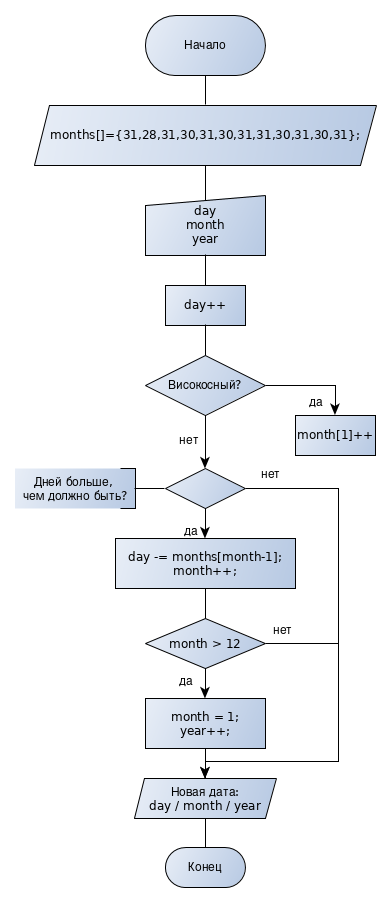 Начало
months[]={31,28,31,30,31,30,31,31,30,31,30,31};
day
month
year
day++
Високосный?
да
month[1]++
нет
нет
Дней больше,
чем должно быть?
да
day -= months[month-1];
month++;
нет
month > 12
да
month = 1;
year++;
Новая дата:
day / month / year
Конец